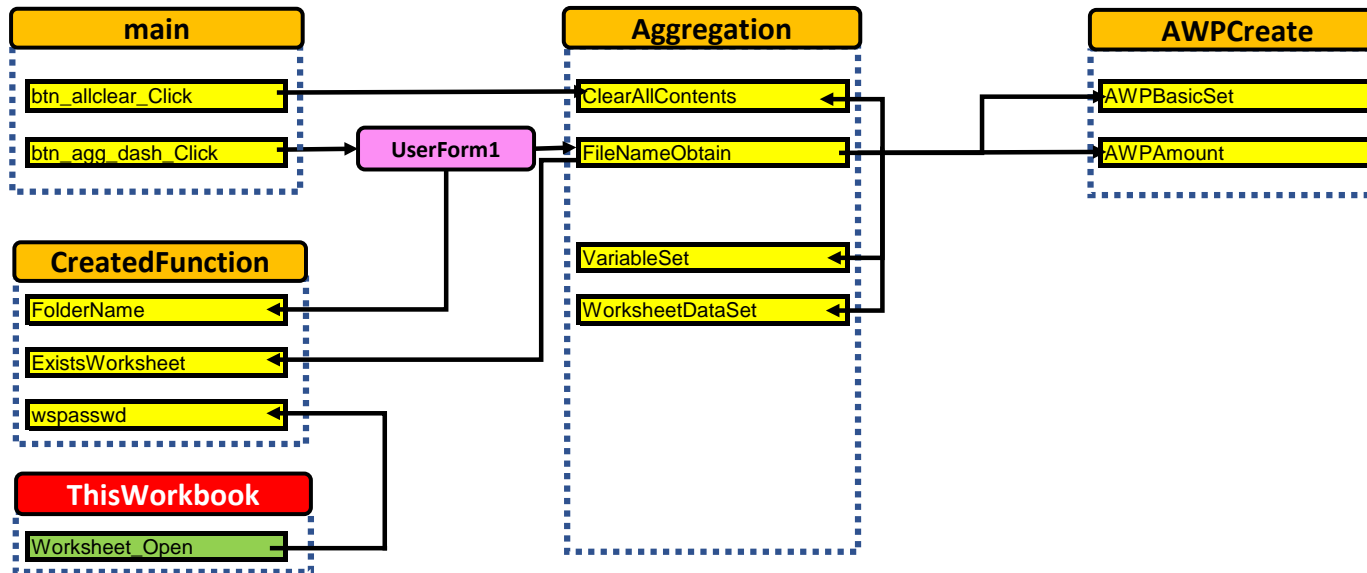 main
btn_allclear_Click
btn_agg_dash_Click
UserForm1
CreatedFunction
FolderName
ExistsWorksheet
wspasswd
ThisWorkbook
Worksheet_Open
Aggregation
ClearAllContents
FileNameObtain
VariableSet
WorksheetDataSet
AWPCreate
AWPBasicSet
AWPAmount